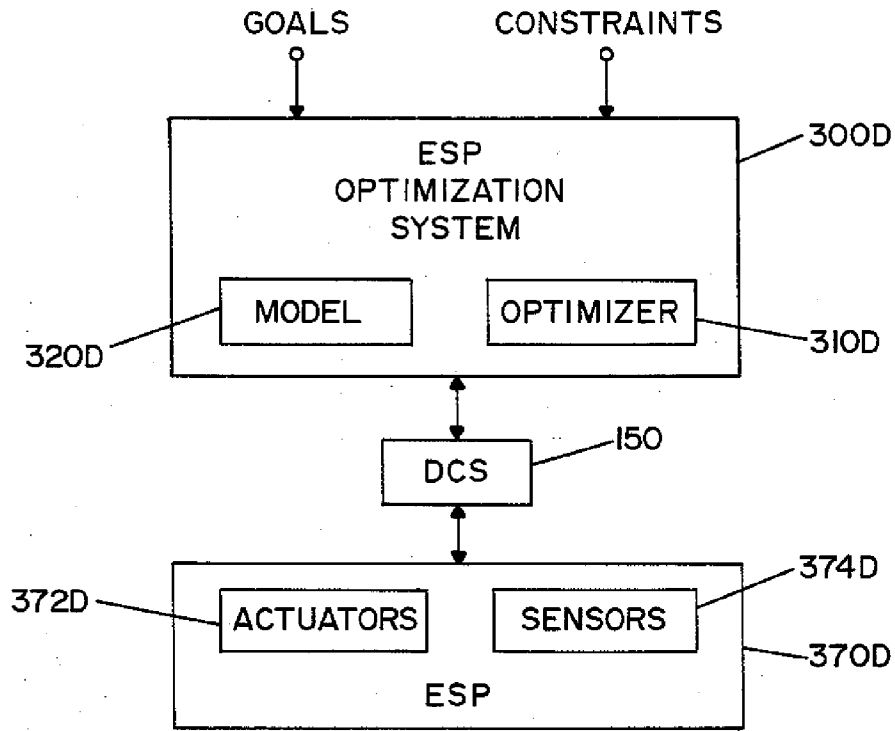 GOALS CONSTRAINTS
300D
ESP
OPTIMIZATION
SYSTEM
MODEL OPTIMIZER
320D 310D
150
DCS
374D
372D
ACTUATORS SENSORS
370D
ESP